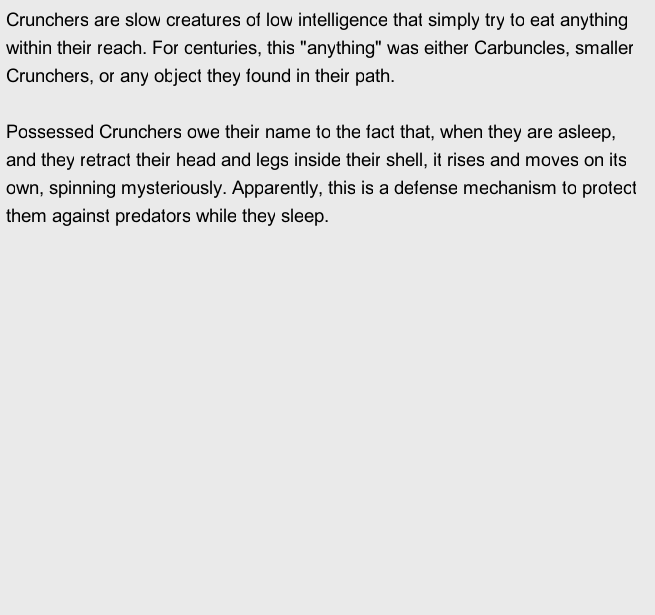 Crunchers are slow creatures of low intelligence that simply try to eat anything
within their reach. For centuries, this "anything" was either Carbuncles, smaller
Crunchers, or any object they found in their path.
Possessed Crunchers owe their name to the fact that, when they are asleep,
and they retract their head and legs inside their shell, it rises and moves on its
own, spinning mysteriously. Apparently, this is a defense mechanism to protect
them against predators while they sleep.